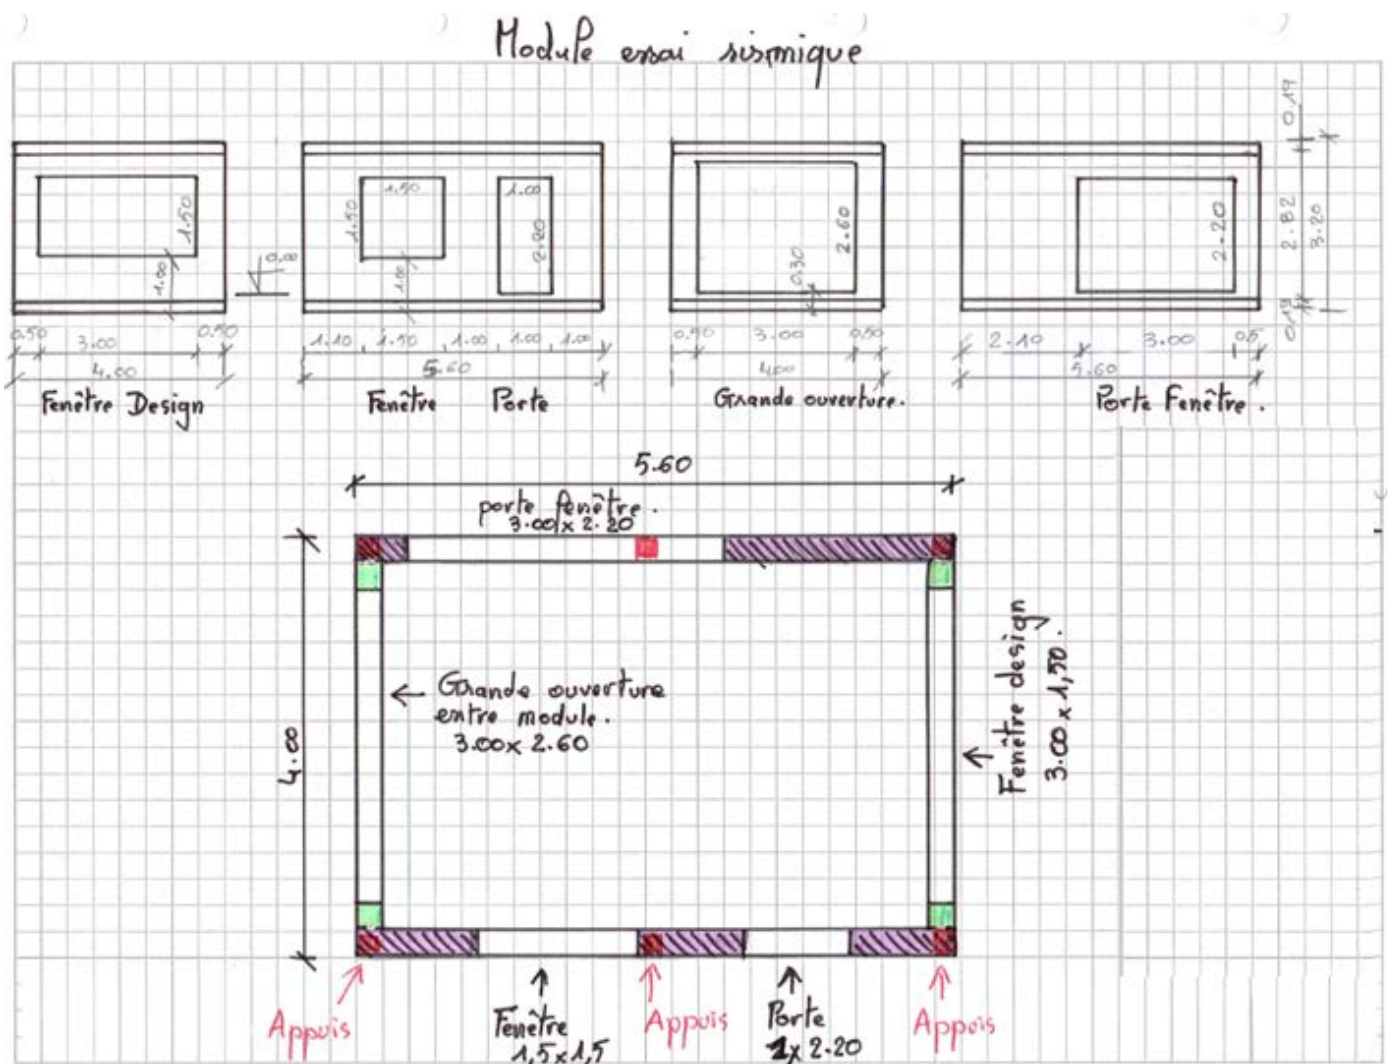 Module essai sismique
1.50
1.00
0.00
0.50
3.00
0.50
4.00
Fenêtre Design
1.50
1.50
1.00
1.00
2.20
1.10
1.50
1.00
1.00
1.00
5.60
Fenêtre Porte
2.60
0.30
0.50
3.00
0.50
4.00
Grande ouverture.
2.20
2.10
3.00
0.5
5.60
Porte Fenêtre.
0.19
2.82
3.20
0.19
5.60
porte fenêtre.
3.00 x 2.20
4.00
Grande ouverture
entre module.
3.00 x 2.60
Fenêtre design
3.00 x 1,50.
Appuis
Fenêtre
1,5 x 1,5
Appuis
Porte
1 x 2.20
Appuis